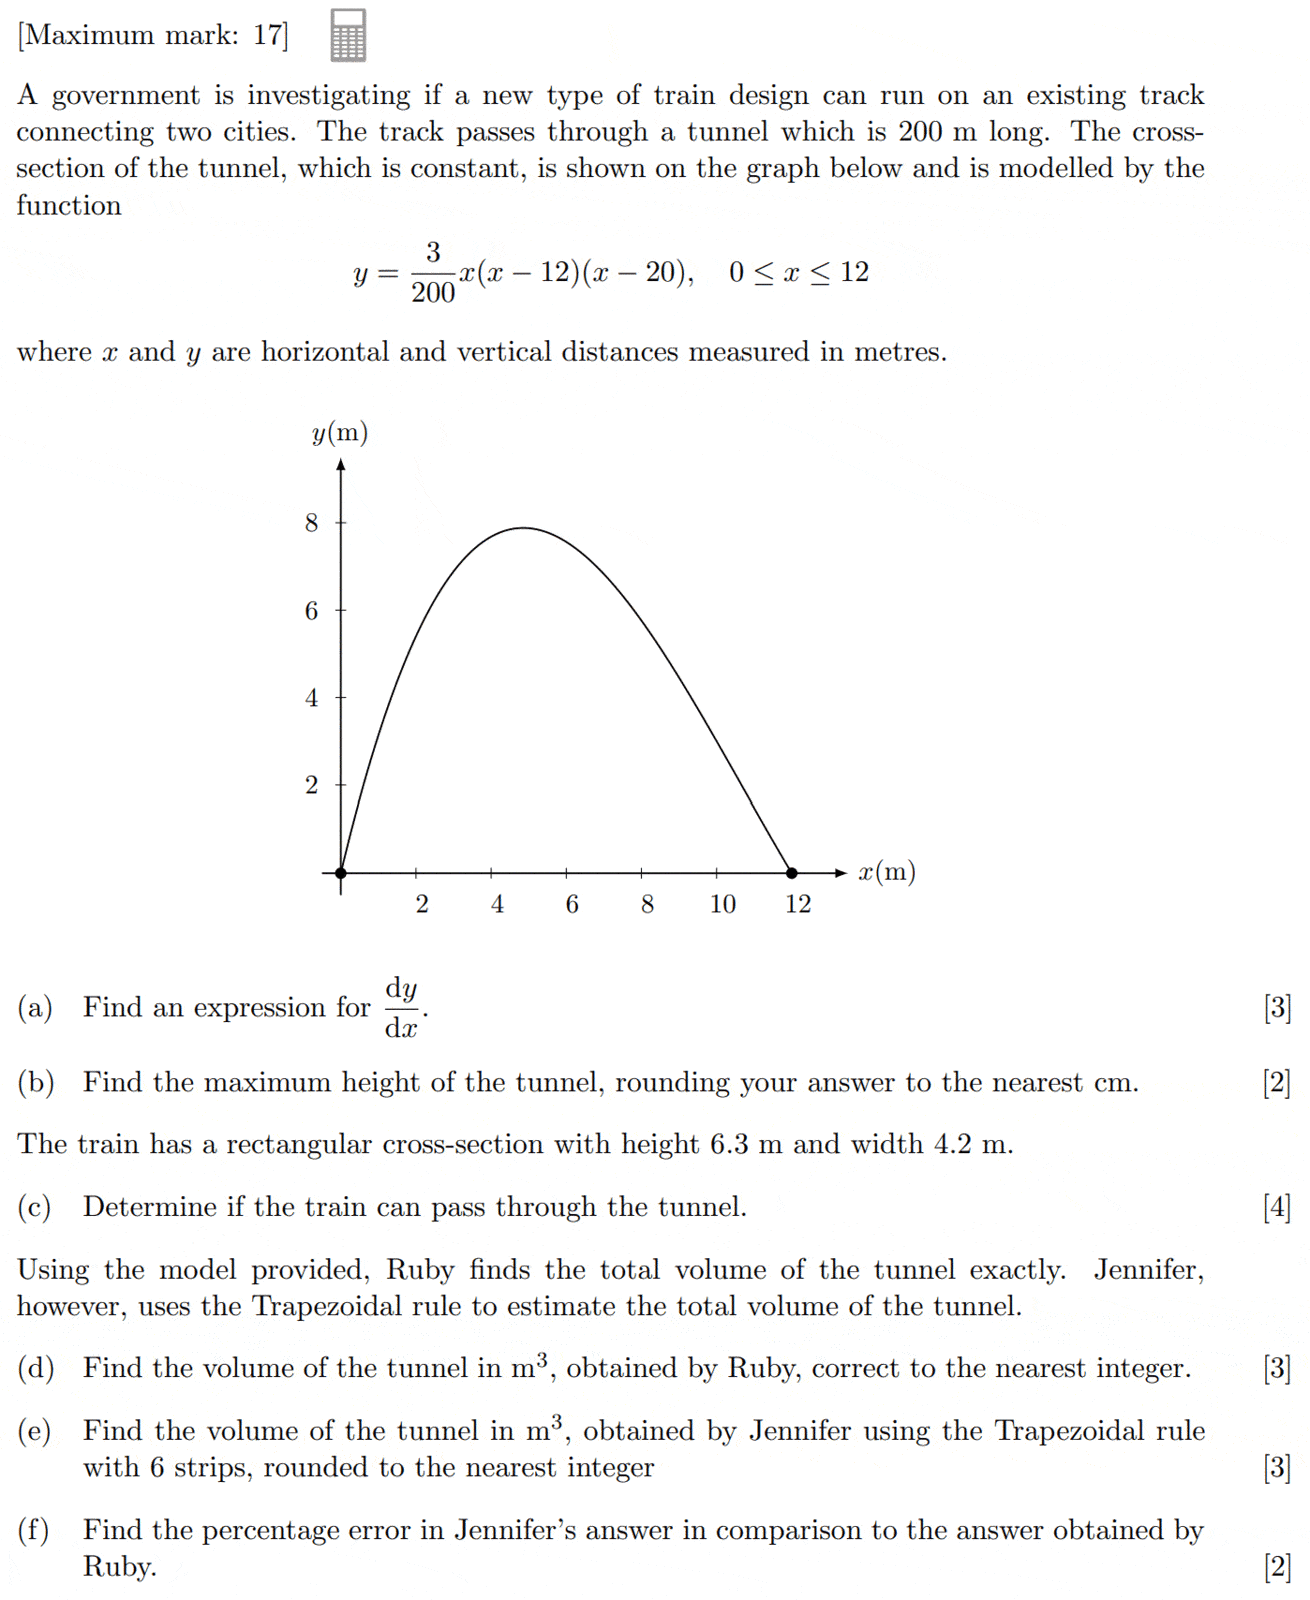 [Maximum mark: 17]
A government is investigating if a new type of train design can run on an existing track
connecting two cities. The track passes through a tunnel which is 200 m long. The cross-
section of the tunnel, which is constant, is shown on the graph below and is modelled by the
function
y = 3/200 x(x − 12)(x − 20), 0 ≤ x ≤ 12
where x and y are horizontal and vertical distances measured in metres.
y(m)
8
6
4
2
x(m)
2 4 6 8 10 12
(a) Find an expression for dy/dx. [3]
(b) Find the maximum height of the tunnel, rounding your answer to the nearest cm. [2]
The train has a rectangular cross-section with height 6.3 m and width 4.2 m.
(c) Determine if the train can pass through the tunnel. [4]
Using the model provided, Ruby finds the total volume of the tunnel exactly. Jennifer,
however, uses the Trapezoidal rule to estimate the total volume of the tunnel.
(d) Find the volume of the tunnel in m³, obtained by Ruby, correct to the nearest integer. [3]
(e) Find the volume of the tunnel in m³, obtained by Jennifer using the Trapezoidal rule
with 6 strips, rounded to the nearest integer [3]
(f) Find the percentage error in Jennifer's answer in comparison to the answer obtained by
Ruby. [2]